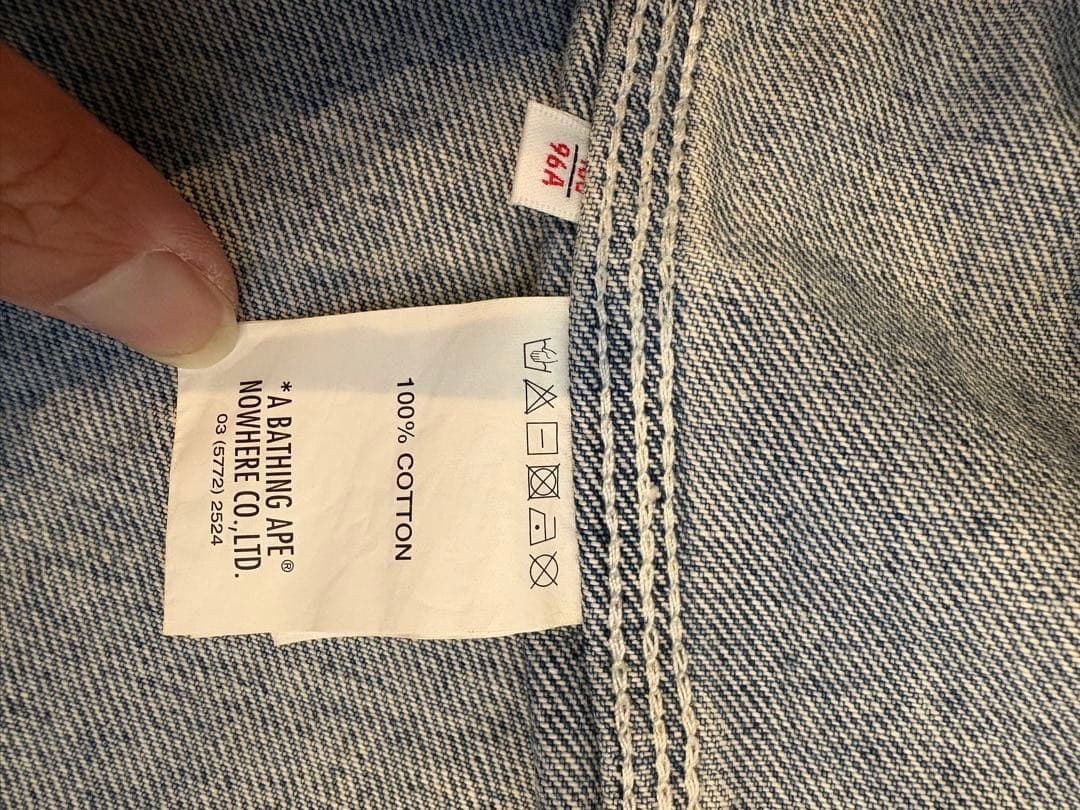 100% COTTON
* A BATHING APE®
NOWHERE CO.,LTD.
03 (5772) 2524
96A